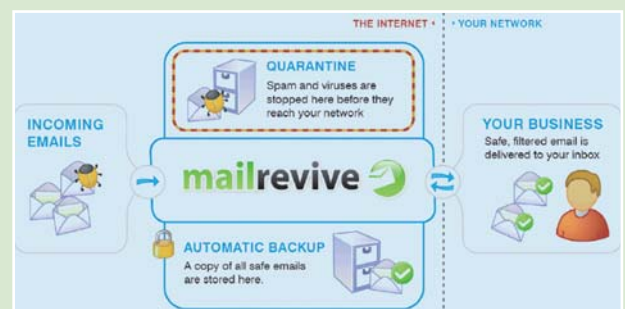 THE INTERNET • • YOUR NETWORK
QUARANTINE
Spam and viruses are
stopped here before they
reach your network
INCOMING
EMAILS
mailrevive
YOUR BUSINESS
Safe, filtered email is
delivered to your inbox
AUTOMATIC BACKUP
A copy of all safe emails
are stored here.